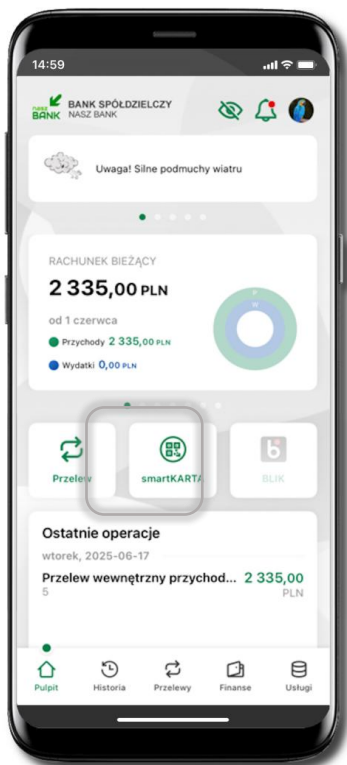 14:59
NASZ BANK
BANK SPÓŁDZIELCZY
NASZ BANK
Uwaga! Silne podmuchy wiatru
RACHUNEK BIEŻĄCY
2 335,00 PLN
od 1 czerwca
Przychody 2 335,00 PLN
Wydatki 0,00 PLN
P
W
Przelew smartKARTA BLIK
Ostatnie operacje
wtorek, 2025-06-17
Przelew wewnętrzny przychod... 2 335,00
5 PLN
Pulpit Historia Przelewy Finanse Usługi